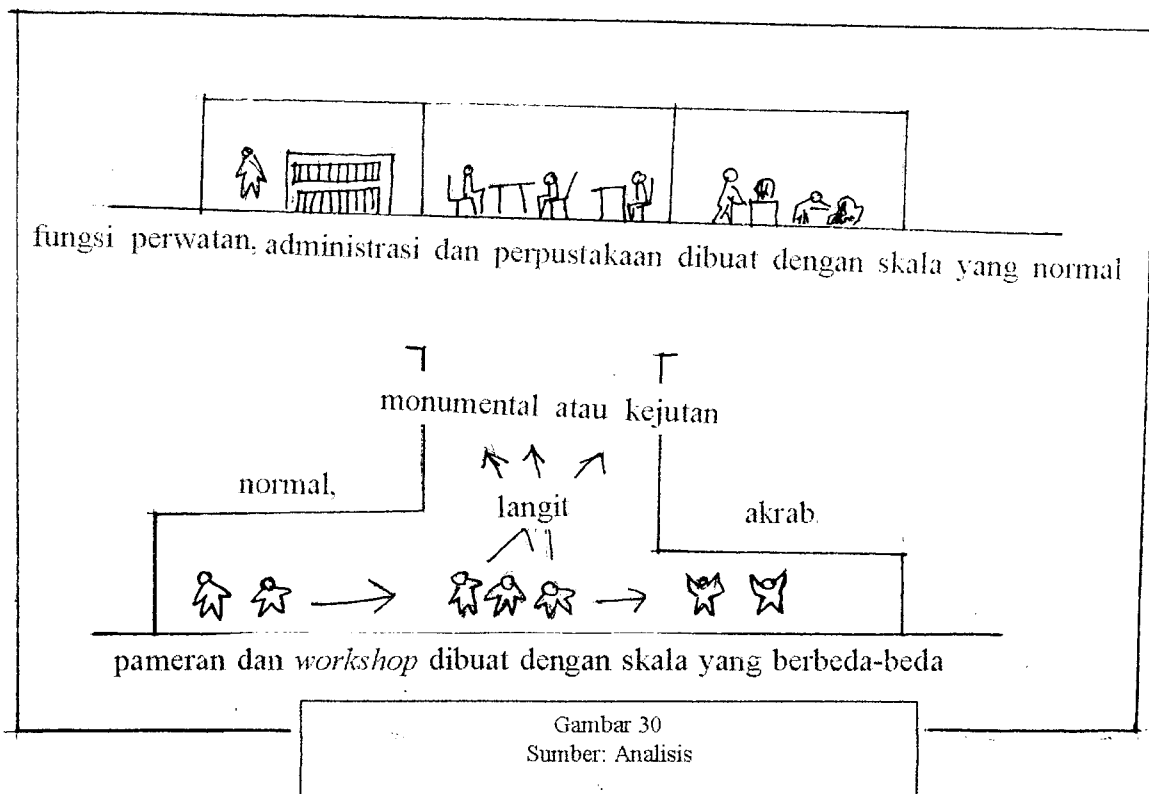 fungsi perwatan, administrasi dan perpustakaan dibuat dengan skala yang normal
monumental atau kejutan
normal,
langit
akrab.
pameran dan workshop dibuat dengan skala yang berbeda-beda
Gambar 30
Sumber: Analisis